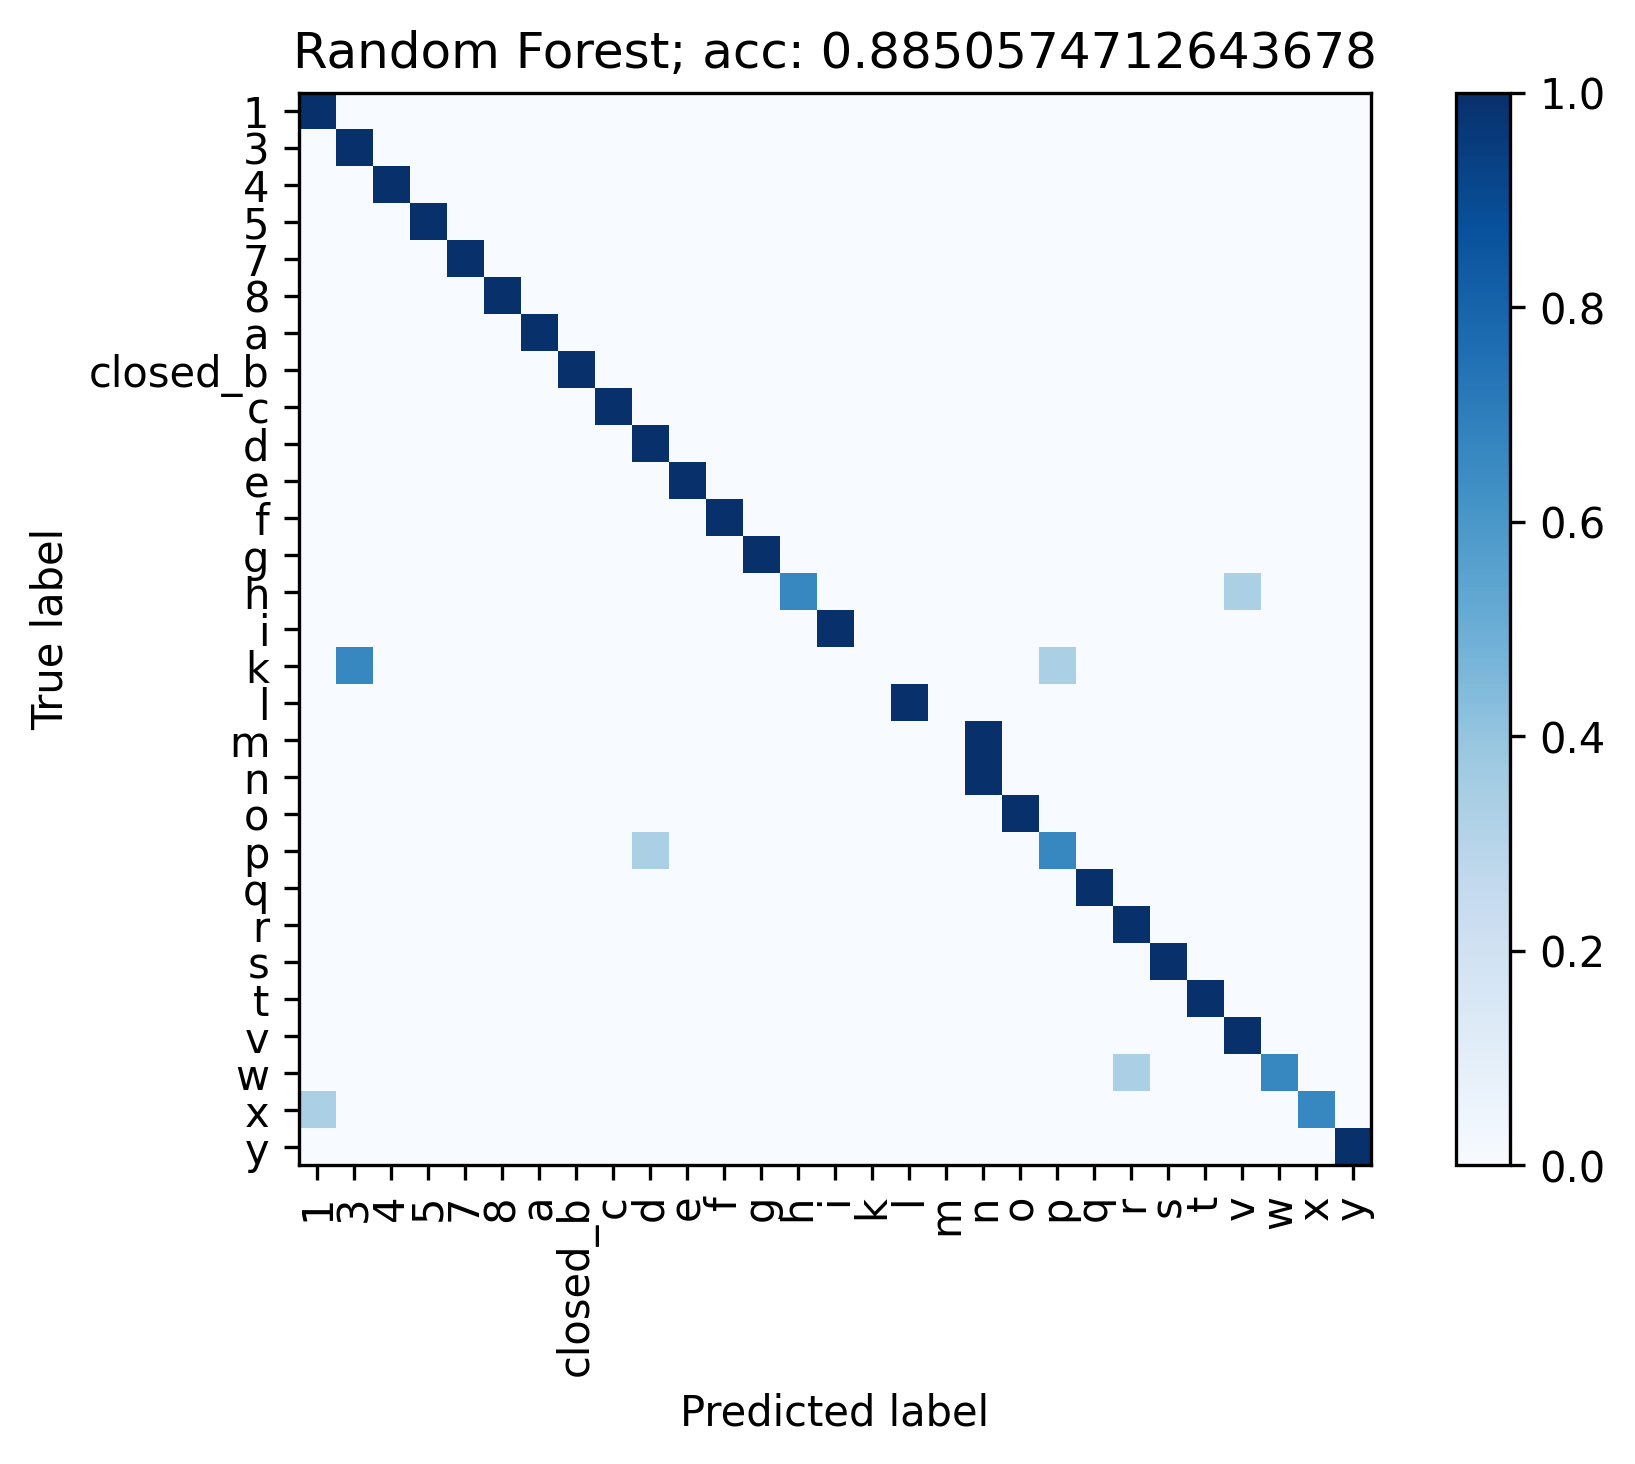 Random Forest; acc: 0.8850574712643678
True label
1
3
4
5
7
8
a
closed_b
c
d
e
f
g
h
i
k
l
m
n
o
p
q
r
s
t
v
w
x
y
1
3
4
5
7
8
a
closed_b
c
d
e
f
g
h
i
k
l
m
n
o
p
q
r
s
t
v
w
x
y
Predicted label
1.0
0.8
0.6
0.4
0.2
0.0